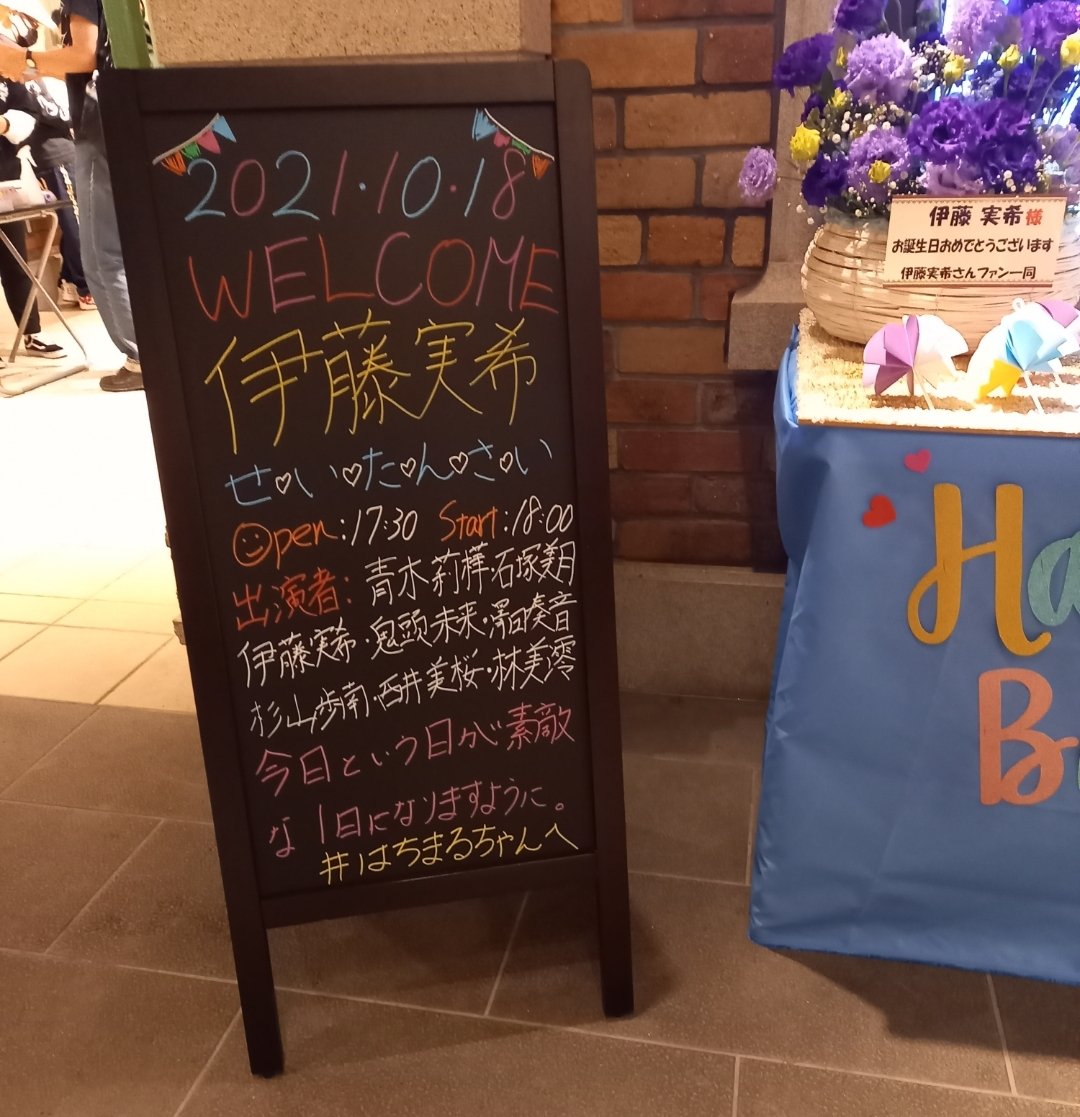 2021.10.18
WELCOME
伊藤実希
せ♡い♡た♡ん♡さ♡い
Open:17:30 Start:18:00
出演者:青木莉樺・石塚美月
伊藤実希・鬼頭未来・澤田奏音
杉山歩南・西井美桜・林美澪
今日という日が素敵
な1日になりますように。
#はちまるちゃんへ
伊藤 実希様
お誕生日おめでとうございます
伊藤実希さんファン一同
Ha
B